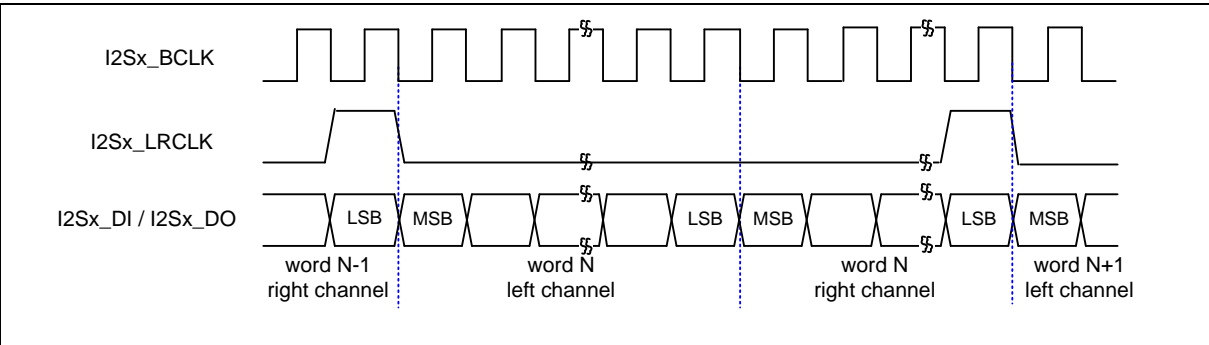 I2Sx_BCLK
I2Sx_LRCLK
I2Sx_DI / I2Sx_DO
LSB MSB LSB MSB LSB MSB
word N-1 word N word N word N+1
right channel left channel right channel left channel